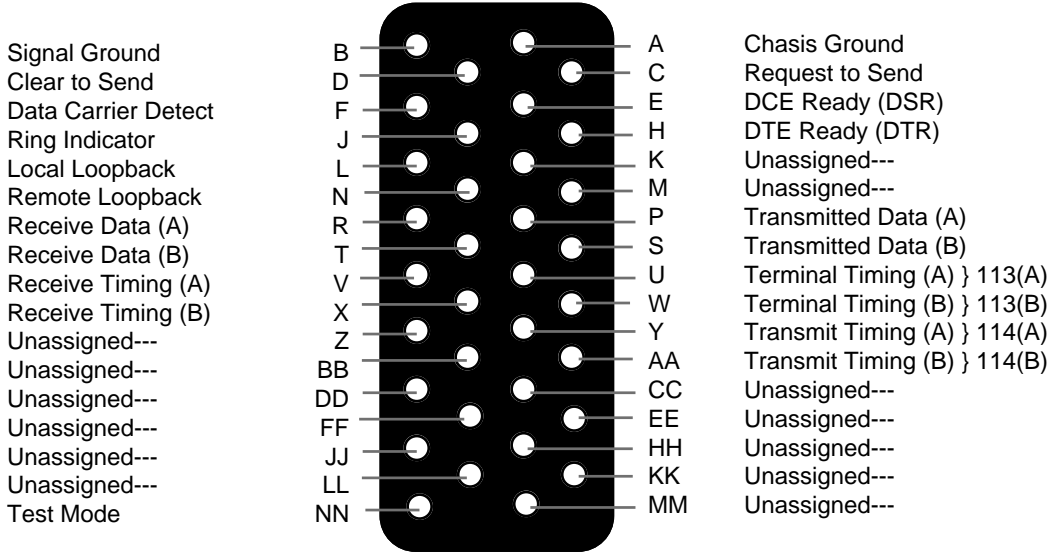 Signal Ground B A Chasis Ground
Clear to Send D C Request to Send
Data Carrier Detect F E DCE Ready (DSR)
Ring Indicator J H DTE Ready (DTR)
Local Loopback L K Unassigned---
Remote Loopback N M Unassigned---
Receive Data (A) R P Transmitted Data (A)
Receive Data (B) T S Transmitted Data (B)
Receive Timing (A) V U Terminal Timing (A) } 113(A)
Receive Timing (B) X W Terminal Timing (B) } 113(B)
Unassigned--- Z Y Transmit Timing (A) } 114(A)
Unassigned--- BB AA Transmit Timing (B) } 114(B)
Unassigned--- DD CC Unassigned---
Unassigned--- FF EE Unassigned---
Unassigned--- JJ HH Unassigned---
Unassigned--- LL KK Unassigned---
Test Mode NN MM Unassigned---